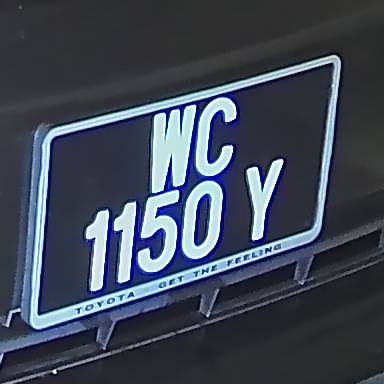 WC
1150 Y
TOYOTA GET THE FEELING